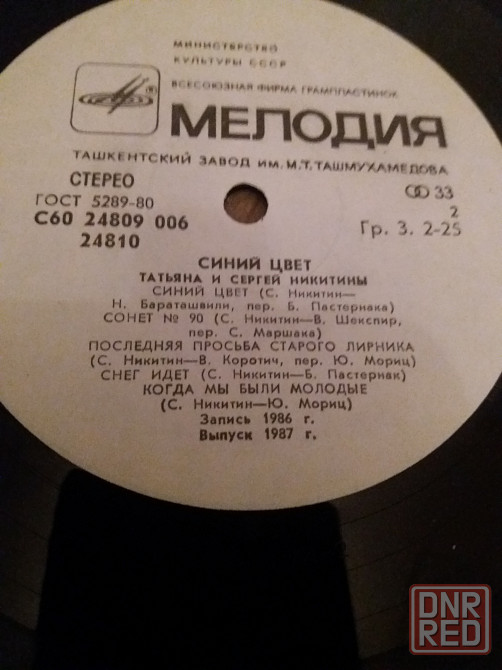 МИНИСТЕРСТВО
КУЛЬТУРЫ СССР
ВСЕСОЮЗНАЯ ФИРМА ГРАМПЛАСТИНОК
МЕЛОДИЯ
ТАШКЕНТСКИЙ ЗАВОД ИМ. М. Т. ТАШМУХАМЕДОВА
СТЕРЕО
ГОСТ 5289-80
С60 24809 006
24810
33
2
Гр. 3. 2-25
СИНИЙ ЦВЕТ
ТАТЬЯНА И СЕРГЕЙ НИКИТИНЫ
СИНИЙ ЦВЕТ (С. Никитин—
Н. Бараташвили, пер. Б. Пастернака)
СОНЕТ № 90 (С. Никитин—В. Шекспир,
пер. С. Маршака)
ПОСЛЕДНЯЯ ПРОСЬБА СТАРОГО ЛИРНИКА
(С. Никитин—В. Коротич, пер. Ю. Мориц)
СНЕГ ИДЕТ (С. Никитин—Б. Пастернак)
КОГДА МЫ БЫЛИ МОЛОДЫЕ
(С. Никитин—Ю. Мориц)
Запись 1986 г.
Выпуск 1987 г.
DNR
RED